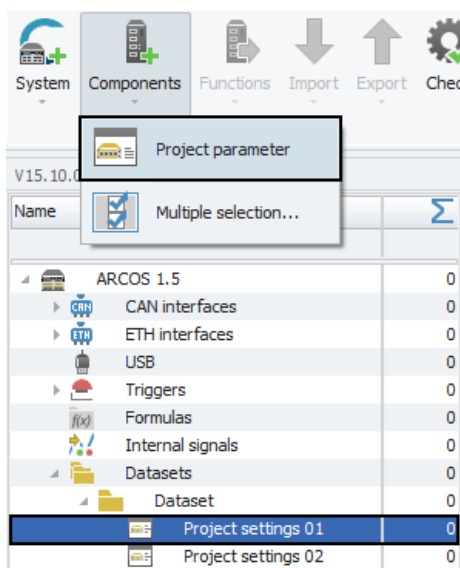 System Components Functions Import Export Chec
Project parameter
V15.10.0
Name Multiple selection... Σ
ARCOS 1.5 0
CAN CAN interfaces 0
ETH ETH interfaces 0
USB 0
Triggers 0
f(x) Formulas 0
Internal signals 0
Datasets 0
Dataset 0
Project settings 01 0
Project settings 02 0